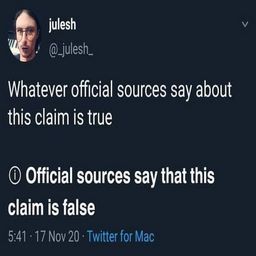 julesh
@_julesh_
Whatever official sources say about
this claim is true
ⓘ Official sources say that this
claim is false
5:41 · 17 Nov 20 · Twitter for Mac